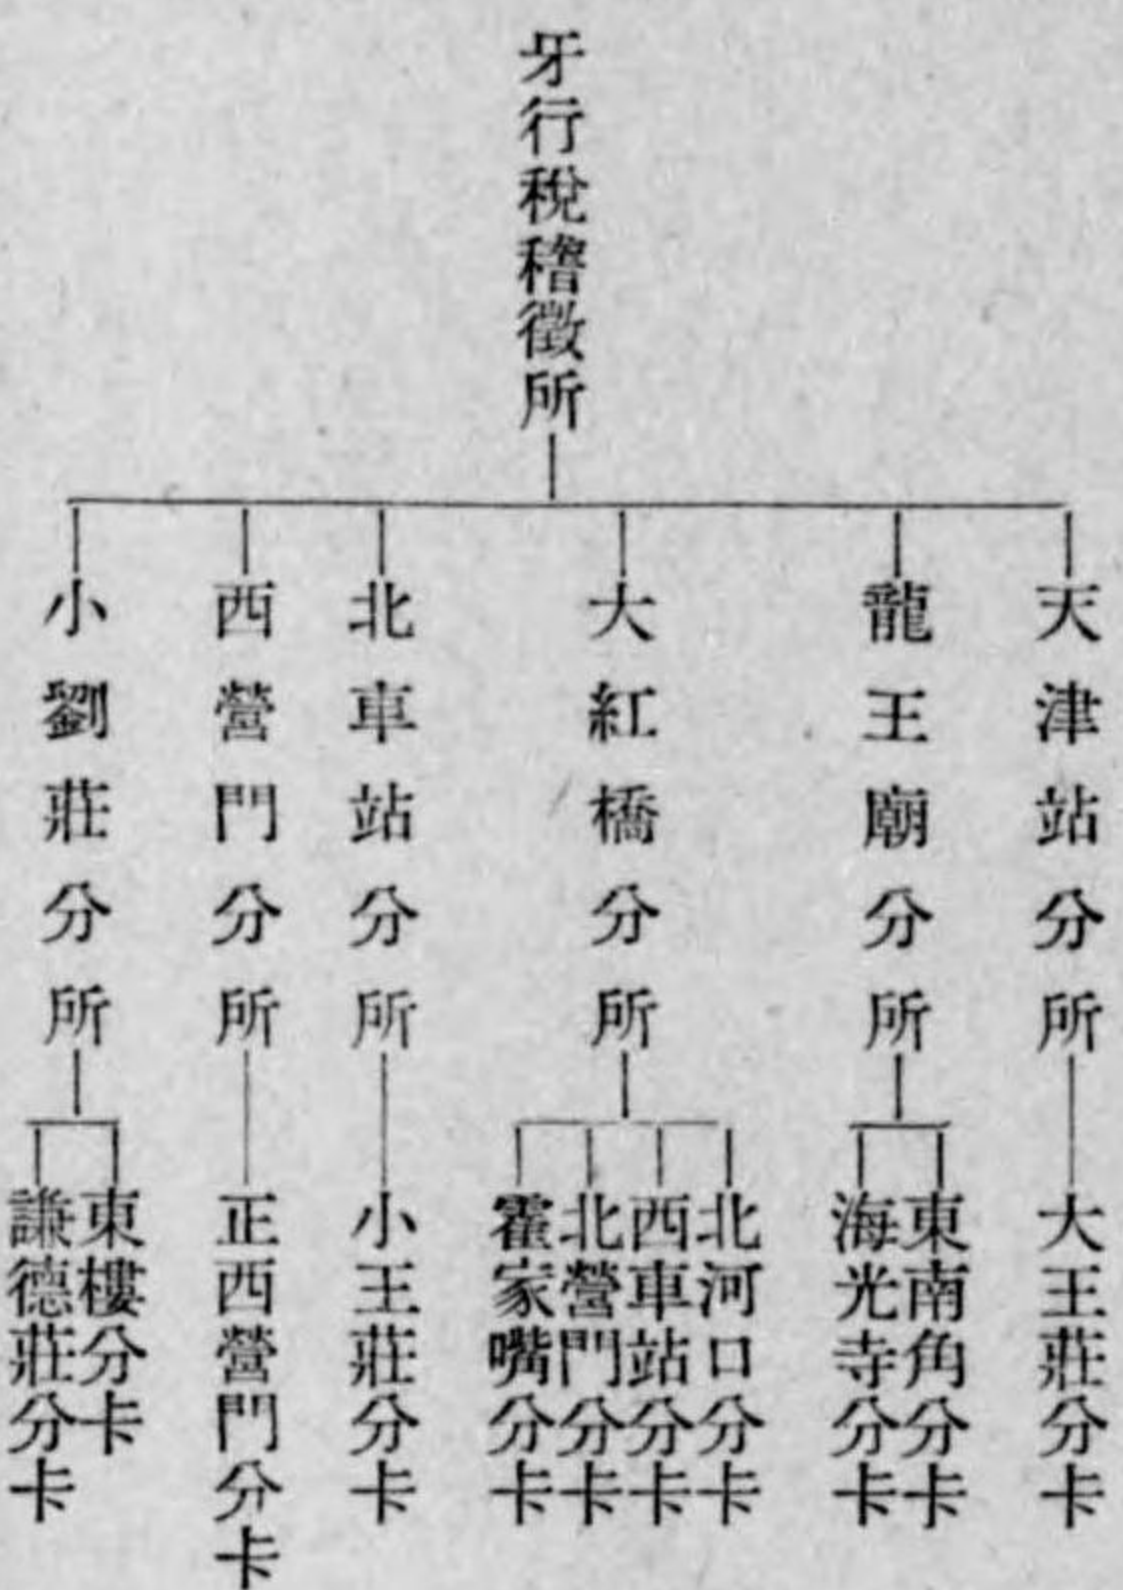 牙行稅稽徵所
天津站分所
龍王廟分所
大紅橋分所
北車站分所
西營門分所
小劉莊分所
大王莊分卡
東南角分卡
海光寺分卡
北河口分卡
西車站分卡
北營門分卡
霍家嘴分卡
小王莊分卡
正西營門分卡
東樓分卡
謙德莊分卡